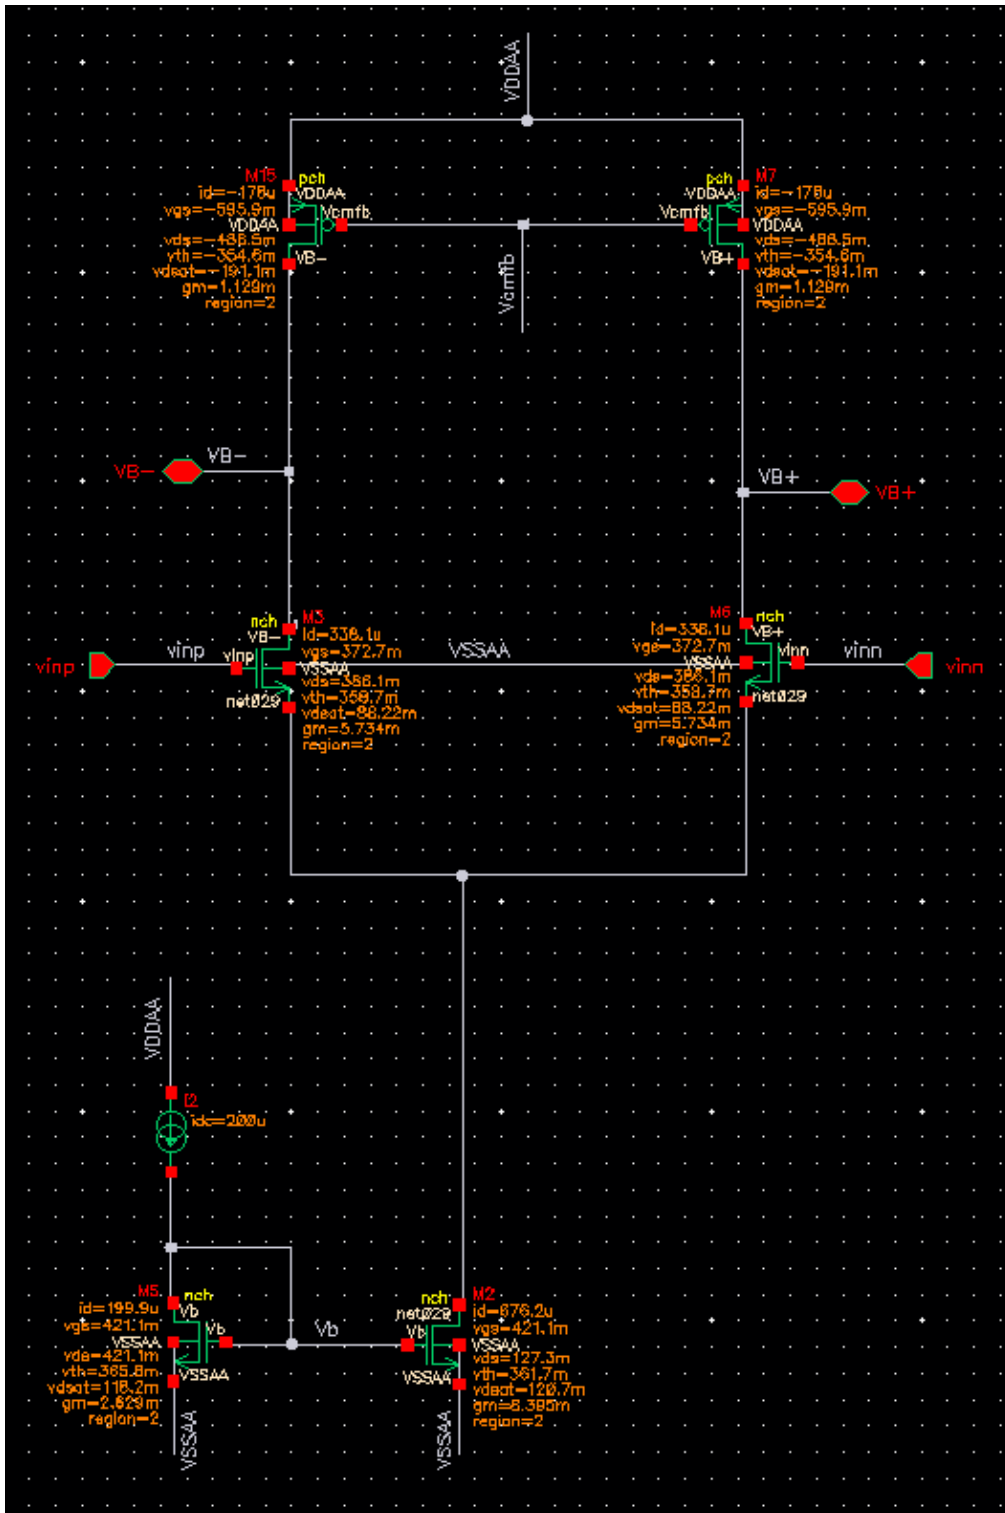 VDDAA
M15
pch
VDDAA
id=-178u
vgs=-595.9m
Vcmfb
VDDAA
vds=-486.5m
vth=-354.6m
VB-
vdsat=-191.1m
gm=1.129m
region=2
pch
M7
VDDAA
id=-178u
vgs=-595.9m
Vcmfb
VDDAA
vds=-486.5m
vth=-354.6m
VB+
vdsat=-191.1m
gm=1.129m
region=2
Vcmfb
VB-
VB-
VB+
VB+
nch
M3
VB-
id=338.1u
vgs=372.7m
vinp
vinp
vinp
VSSAA
vds=386.1m
vth=358.7m
net029
vdsat=88.22m
gm=5.734m
region=2
VSSAA
M6
nch
VB+
id=338.1u
vgs=372.7m
vinn
vinn
vinn
VSSAA
vds=386.1m
vth=358.7m
net029
vdsat=88.22m
gm=5.734m
region=2
VDDAA
I2
idc=200u
M5
nch
Vb
id=199.9u
vgs=421.1m
Vb
VSSAA
vds=421.1m
vth=365.8m
VSSAA
vdsat=118.2m
gm=2.629m
region=2
VSSAA
Vb
nch
M2
net029
id=676.2u
vgs=421.1m
Vb
VSSAA
vds=127.3m
vth=361.7m
VSSAA
vdsat=120.7m
gm=8.395m
region=2
VSSAA